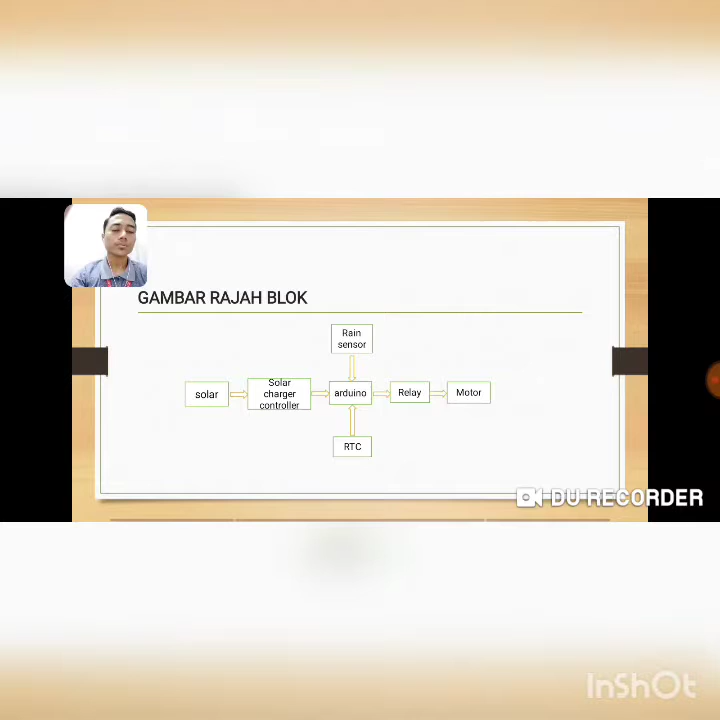 GAMBAR RAJAH BLOK
Rain
sensor
solar
Solar
charger
controller
arduino
Relay
Motor
RTC
DU RECORDER
InShOt